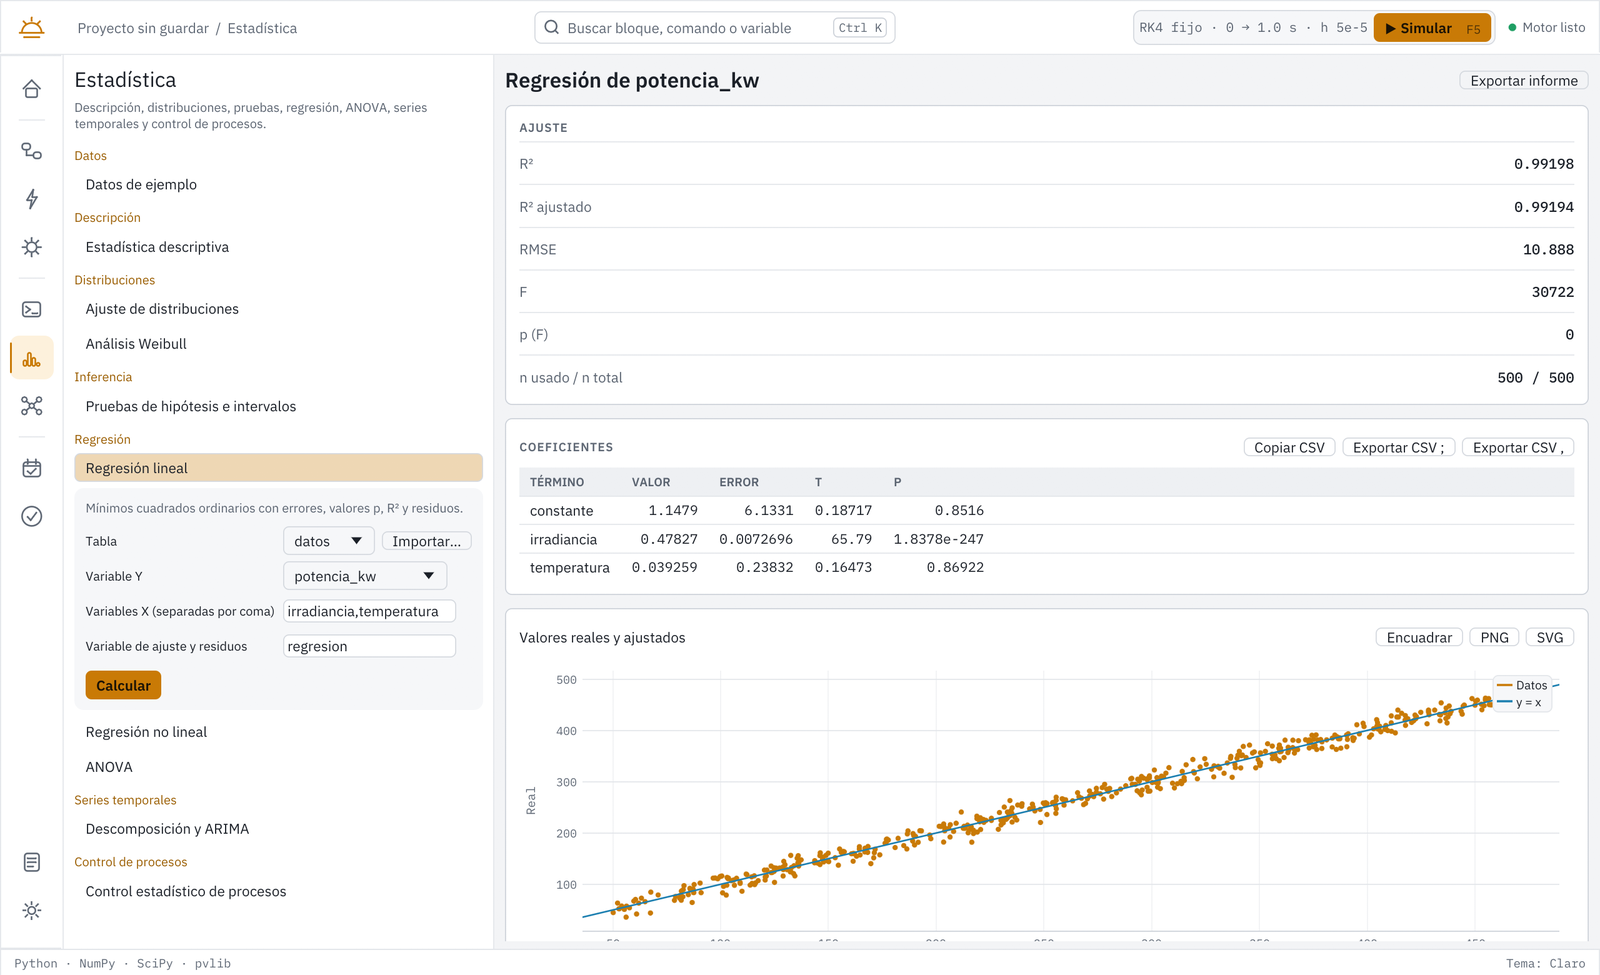 Proyecto sin guardar / Estadística
Buscar bloque, comando o variable
Ctrl K
RK4 fijo · 0 → 1.0 s · h 5e-5
▶ Simular F5
Motor listo
Estadística
Descripción, distribuciones, pruebas, regresión, ANOVA, series
temporales y control de procesos.
Datos
Datos de ejemplo
Descripción
Estadística descriptiva
Distribuciones
Ajuste de distribuciones
Análisis Weibull
Inferencia
Pruebas de hipótesis e intervalos
Regresión
Regresión lineal
Mínimos cuadrados ordinarios con errores, valores p, R² y residuos.
Tabla datos Importar...
Variable Y potencia_kw
Variables X (separadas por coma) irradiancia,temperatura
Variable de ajuste y residuos regresion
Calcular
Regresión no lineal
ANOVA
Series temporales
Descomposición y ARIMA
Control de procesos
Control estadístico de procesos
Regresión de potencia_kw
Exportar informe
AJUSTE
R² 0.99198
R² ajustado 0.99194
RMSE 10.888
F 30722
p (F) 0
n usado / n total 500 / 500
COEFICIENTES
Copiar CSV
Exportar CSV ;
Exportar CSV ,
TÉRMINO VALOR ERROR T P
constante 1.1479 6.1331 0.18717 0.8516
irradiancia 0.47827 0.0072696 65.79 1.8378e-247
temperatura 0.039259 0.23832 0.16473 0.86922
Valores reales y ajustados
Encuadrar
PNG
SVG
Datos
y = x
500
400
300
200
100
Real
Python · NumPy · SciPy · pvlib
Tema: Claro